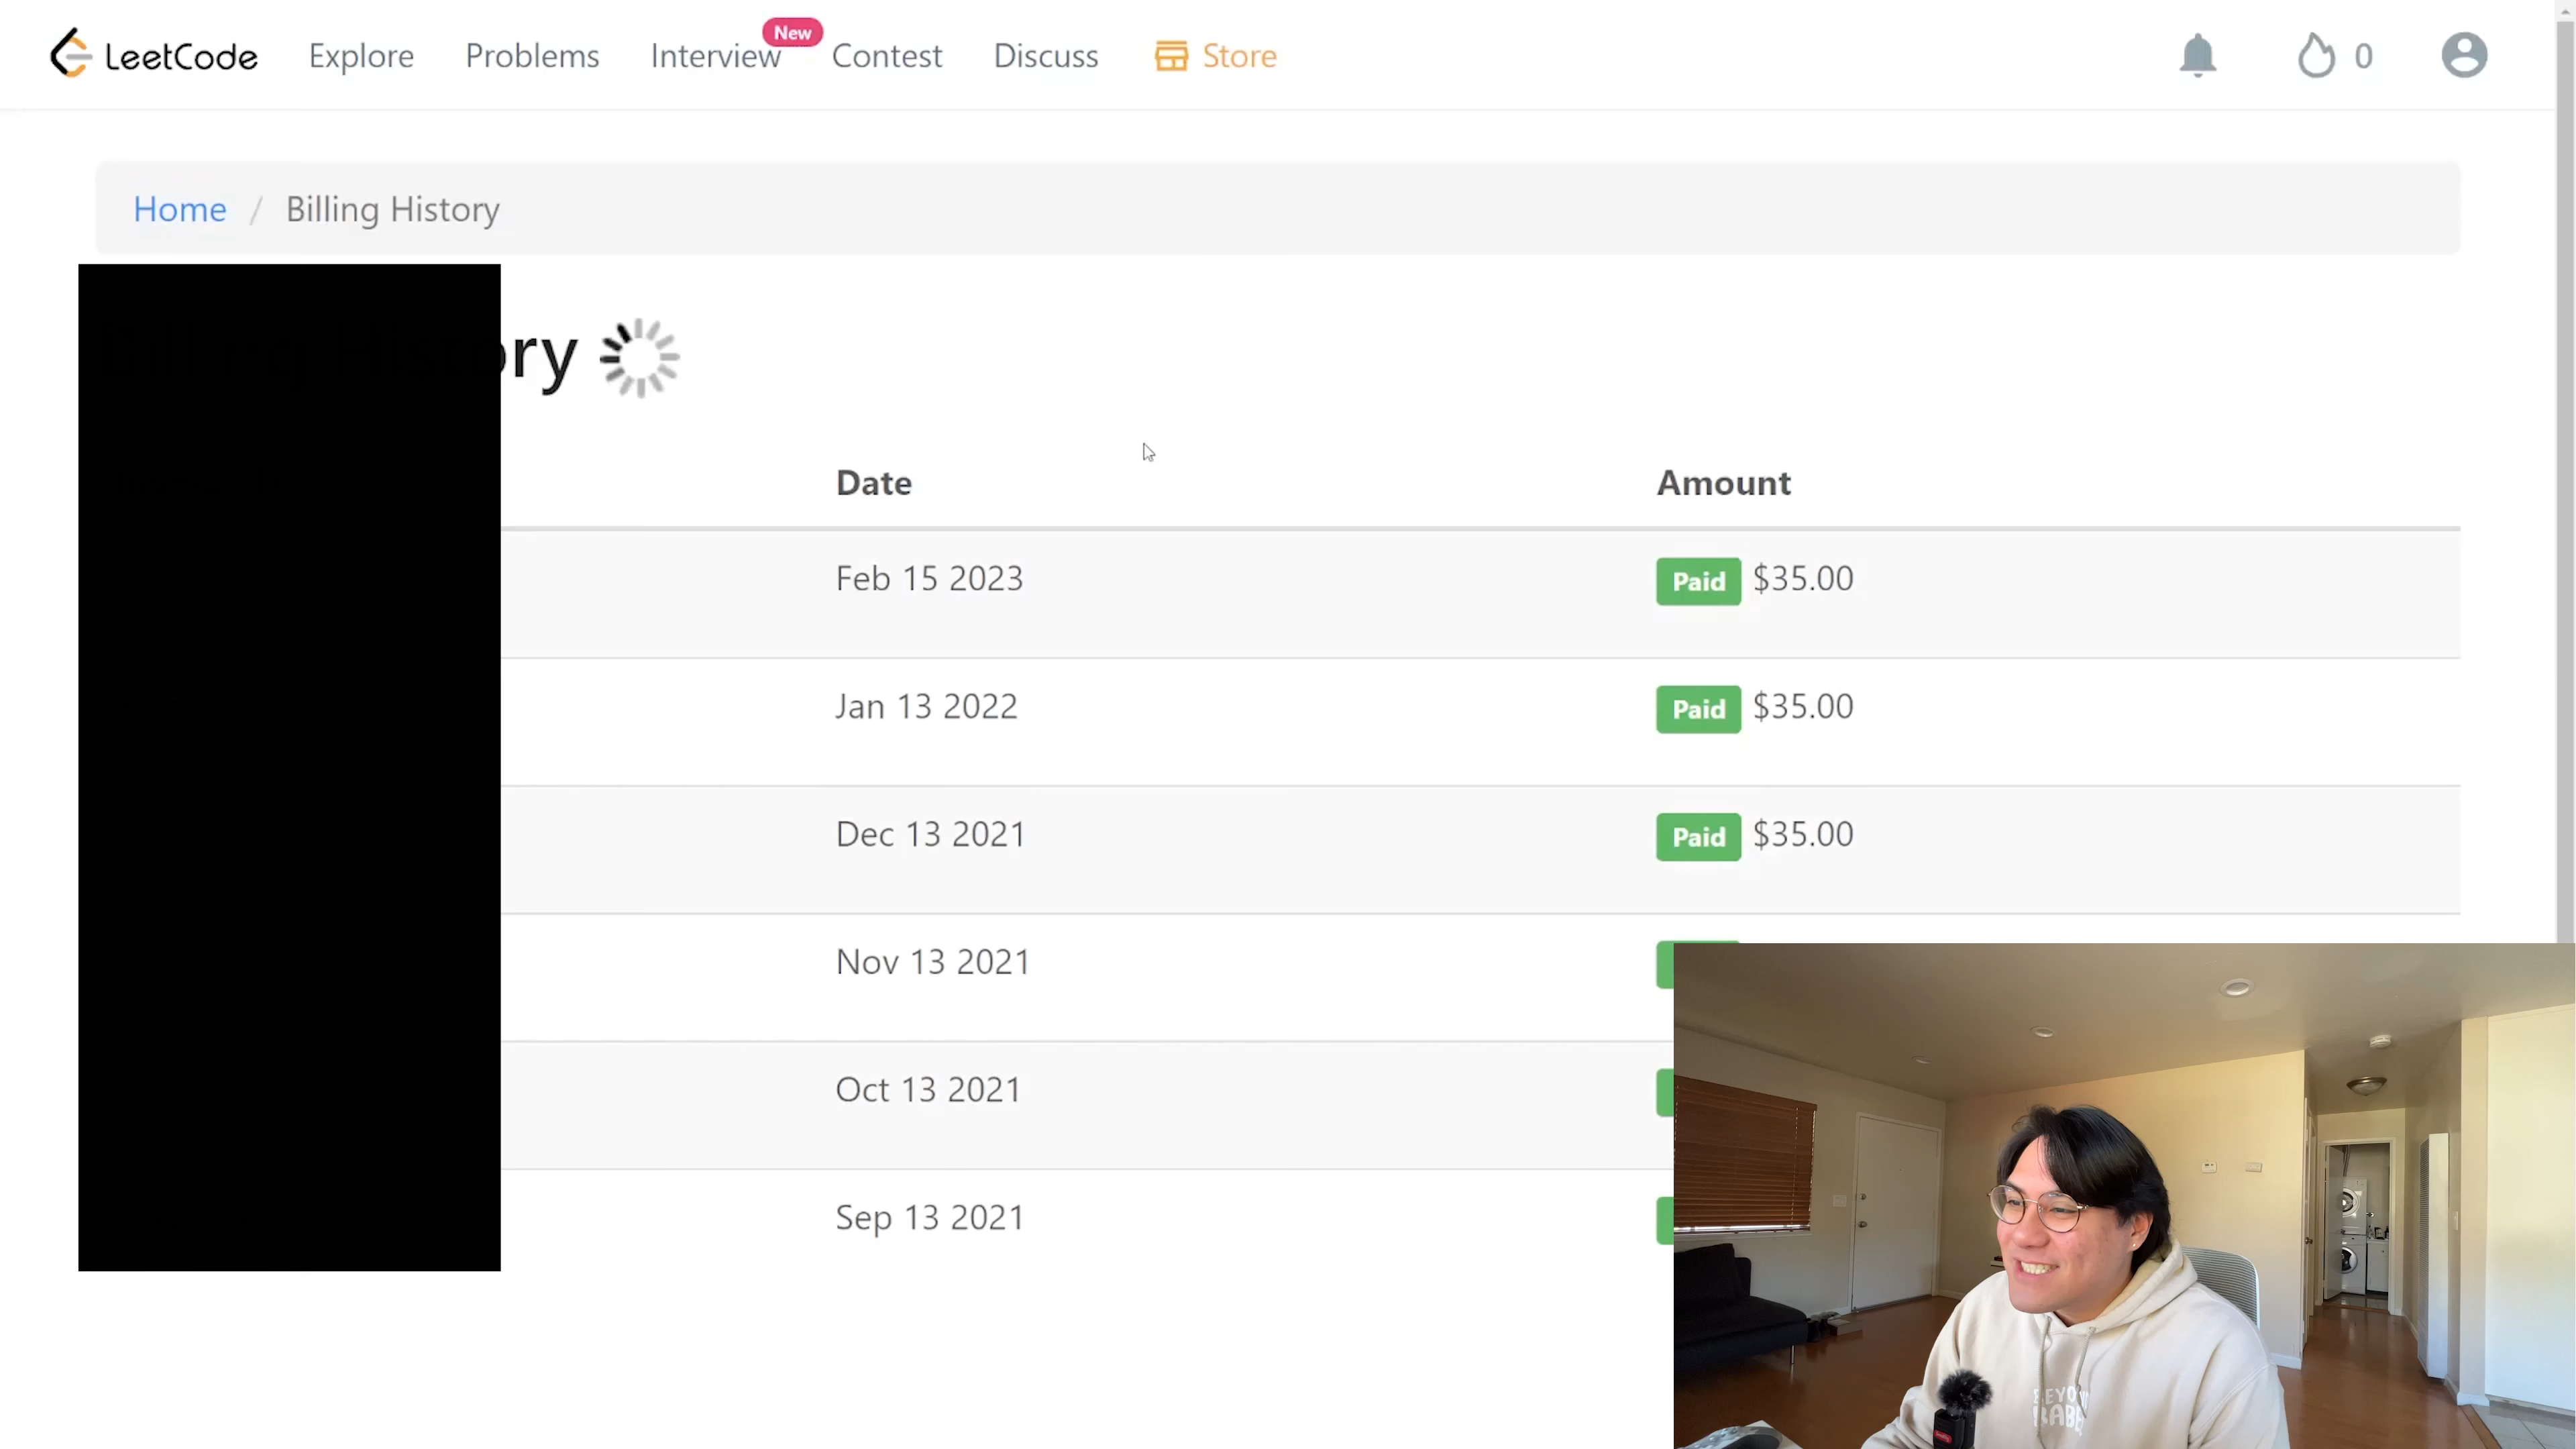 LeetCode Explore Problems Interview New Contest Discuss Store 0
Home / Billing History
Date Amount
Feb 15 2023 Paid $35.00
Jan 13 2022 Paid $35.00
Dec 13 2021 Paid $35.00
Nov 13 2021
Oct 13 2021
Sep 13 2021